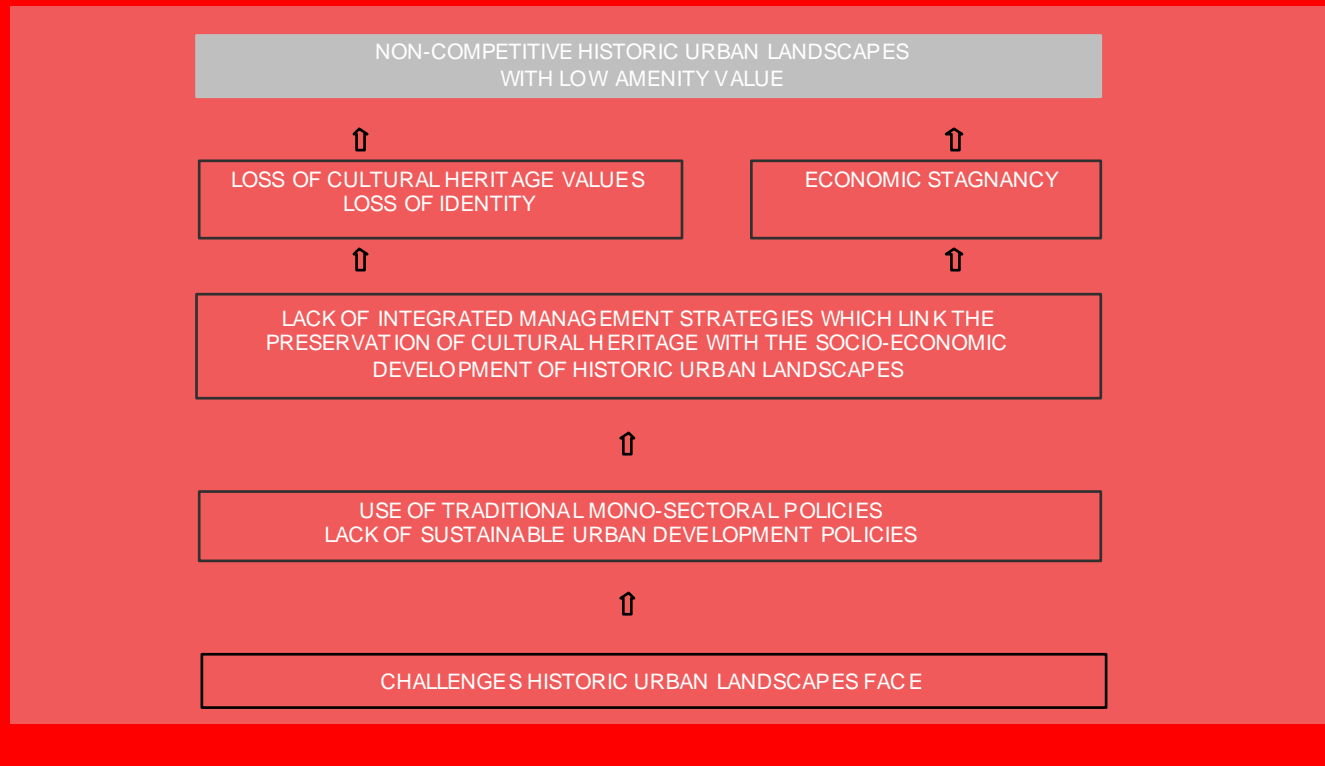 NON-COMPETITIVE HISTORIC URBAN LANDSCAPES
WITH LOW AMENITY VALUE
⇧ ⇧
LOSS OF CULTURAL HERITAGE VALUES
LOSS OF IDENTITY
ECONOMIC STAGNANCY
⇧ ⇧
LACK OF INTEGRATED MANAGEMENT STRATEGIES WHICH LINK THE
PRESERVATION OF CULTURAL HERITAGE WITH THE SOCIO-ECONOMIC
DEVELOPMENT OF HISTORIC URBAN LANDSCAPES
⇧
USE OF TRADITIONAL MONO-SECTORAL POLICIES
LACK OF SUSTAINABLE URBAN DEVELOPMENT POLICIES
⇧
CHALLENGES HISTORIC URBAN LANDSCAPES FACE